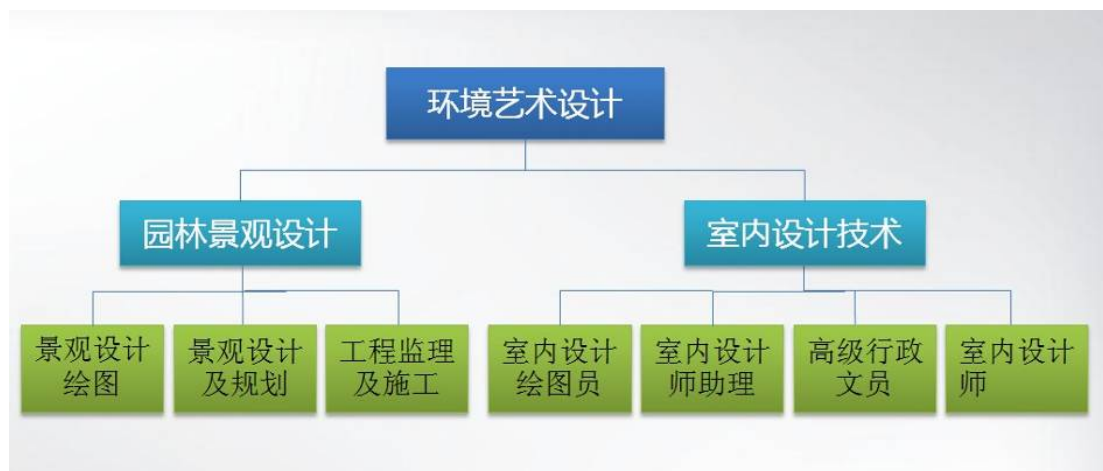 环境艺术设计
园林景观设计
室内设计技术
景观设计
绘图
景观设计
及规划
工程监理
及施工
室内设计
绘图员
室内设计
师助理
高级行政
文员
室内设计
师